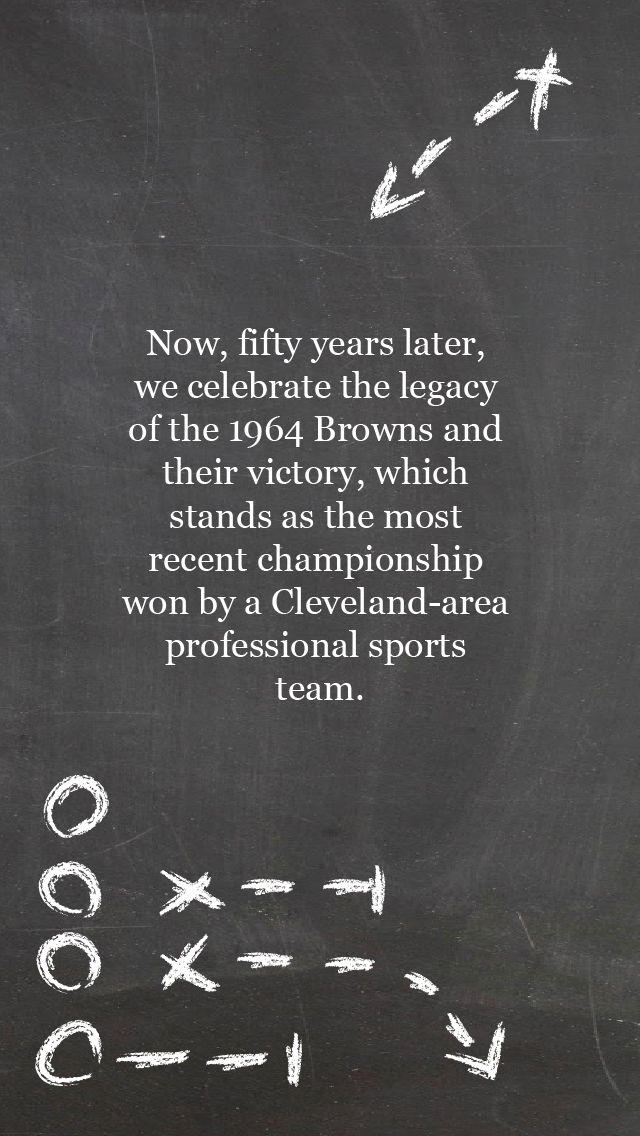 Now, fifty years later,
we celebrate the legacy
of the 1964 Browns and
their victory, which
stands as the most
recent championship
won by a Cleveland-area
professional sports
team.